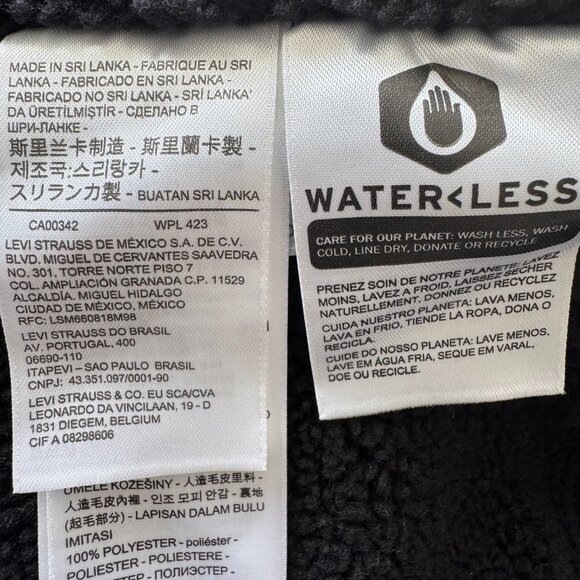 MADE IN SRI LANKA - FABRIQUE AU SRI
LANKA - FABRICADO EN SRI LANKA -
FABRICADO NO SRI LANKA - SRİ LANKA'
DA ÜRETİLMİŞTİR - СДЕЛАНО В
ШРИ-ЛАНКЕ -
斯里兰卡制造 - 斯里蘭卡製 -
제조국:스리랑카 -
スリランカ製 - BUATAN SRI LANKA
CA00342 WPL 423
LEVI STRAUSS DE MÉXICO S.A. DE C.V.
BLVD. MIGUEL DE CERVANTES SAAVEDRA
NO. 301, TORRE NORTE PISO 7
COL. AMPLIACIÓN GRANADA C.P. 11529
ALCALDÍA. MIGUEL HIDALGO
CIUDAD DE MÉXICO, MÉXICO
RFC: LSM660818M98
LEVI STRAUSS DO BRASIL
AV. PORTUGAL, 400
06690-110
ITAPEVI – SAO PAULO BRASIL
CNPJ: 43.351.097/0001-90
LEVI STRAUSS & CO. EU SCA/CVA
LEONARDO DA VINCILAAN, 19 - D
1831 DIEGEM, BELGIUM
CIF A 08298606
UMĚLÉ KOŽEŠINY - 人造毛皮里料 -
人造毛皮內裡 - 인조 모피 안감 - 裏地
(起毛部分) - LAPISAN DALAM BULU
IMITASI
100% POLYESTER - poliéster -
POLYESTER - POLIESTERE -
POLYESTER - ПОЛИЭСТЕР -
WATER<LESS
CARE FOR OUR PLANET: WASH LESS, WASH
COLD, LINE DRY, DONATE OR RECYCLE
PRENEZ SOIN DE NOTRE PLANÈTE: LAVEZ
MOINS, LAVEZ A FROID, LAISSEZ SÉCHER
NATURELLEMENT, DONNEZ OU RECYCLEZ
CUIDA NUESTRO PLANETA: LAVA MENOS,
LAVA EN FRÍO, TIENDE LA ROPA, DONA O
RECICLA.
CUIDE DO NOSSO PLANETA: LAVE MENOS,
LAVE EM ÁGUA FRIA, SEQUE EM VARAL,
DOE OU RECICLE.